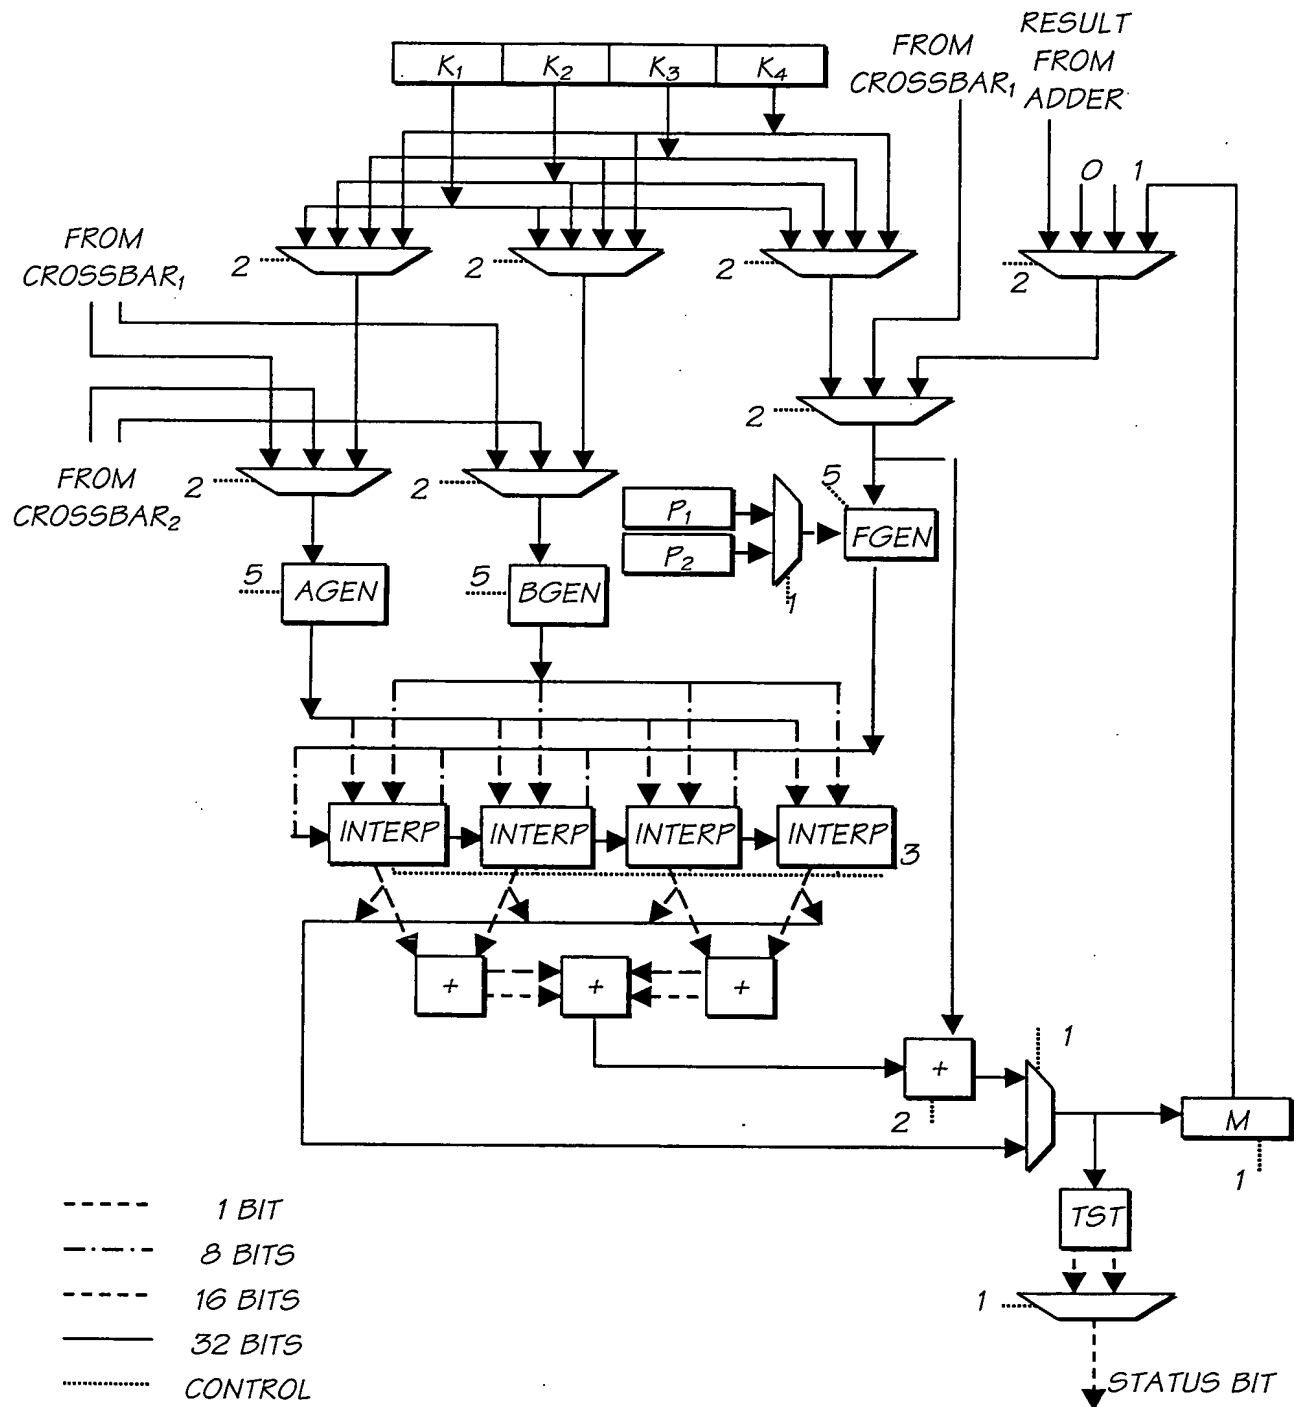 RESULT
FROM
ADDER
FROM
CROSSBAR₁
K₁ K₂ K₃ K₄
0 1
FROM
CROSSBAR₁
2
2
2
2
2
FROM
CROSSBAR₂
2
2
P₁
P₂
1
5
FGEN
5
AGEN
5
BGEN
INTERP
INTERP
INTERP
INTERP
3
+
+
+
+
2
1
M
1
TST
1
STATUS BIT
1 BIT
8 BITS
16 BITS
32 BITS
CONTROL